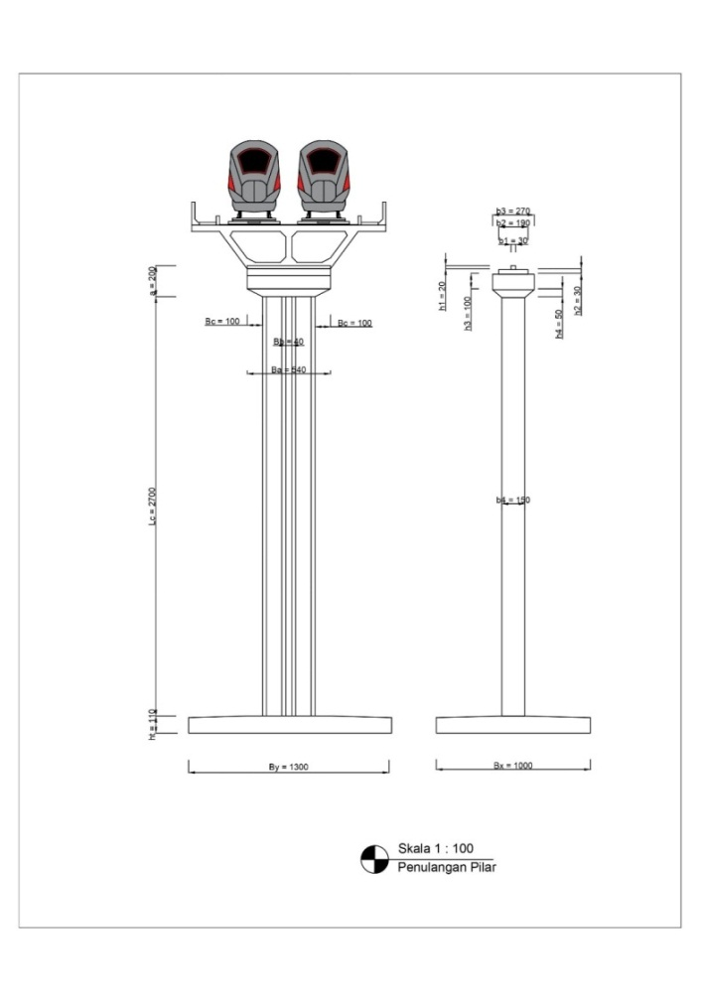 b3 = 270
b2 = 190
b1 = 30
a = 200
h1 = 20
h3 = 100
h4 = 50
h2 = 30
Bc = 100
Bc = 100
Bb = 40
Ba = 540
Lc = 2700
b4 = 150
ht = 110
By = 1300
Bx = 1000
Skala 1 : 100
Penulangan Pilar